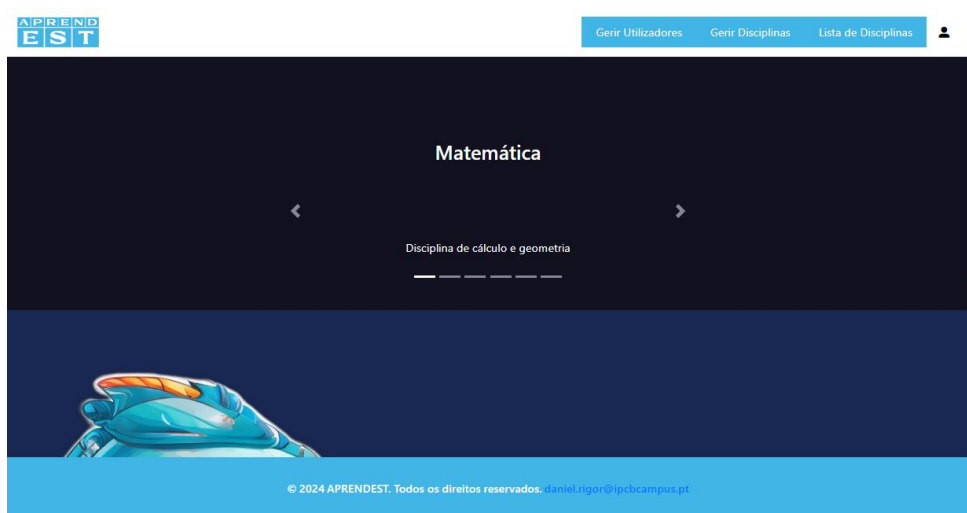 APREND
EST
Gerir Utilizadores Gerir Disciplinas Lista de Disciplinas
Matemática
Disciplina de cálculo e geometria
© 2024 APRENDEST. Todos os direitos reservados. daniel.rigor@ipcbcampus.pt